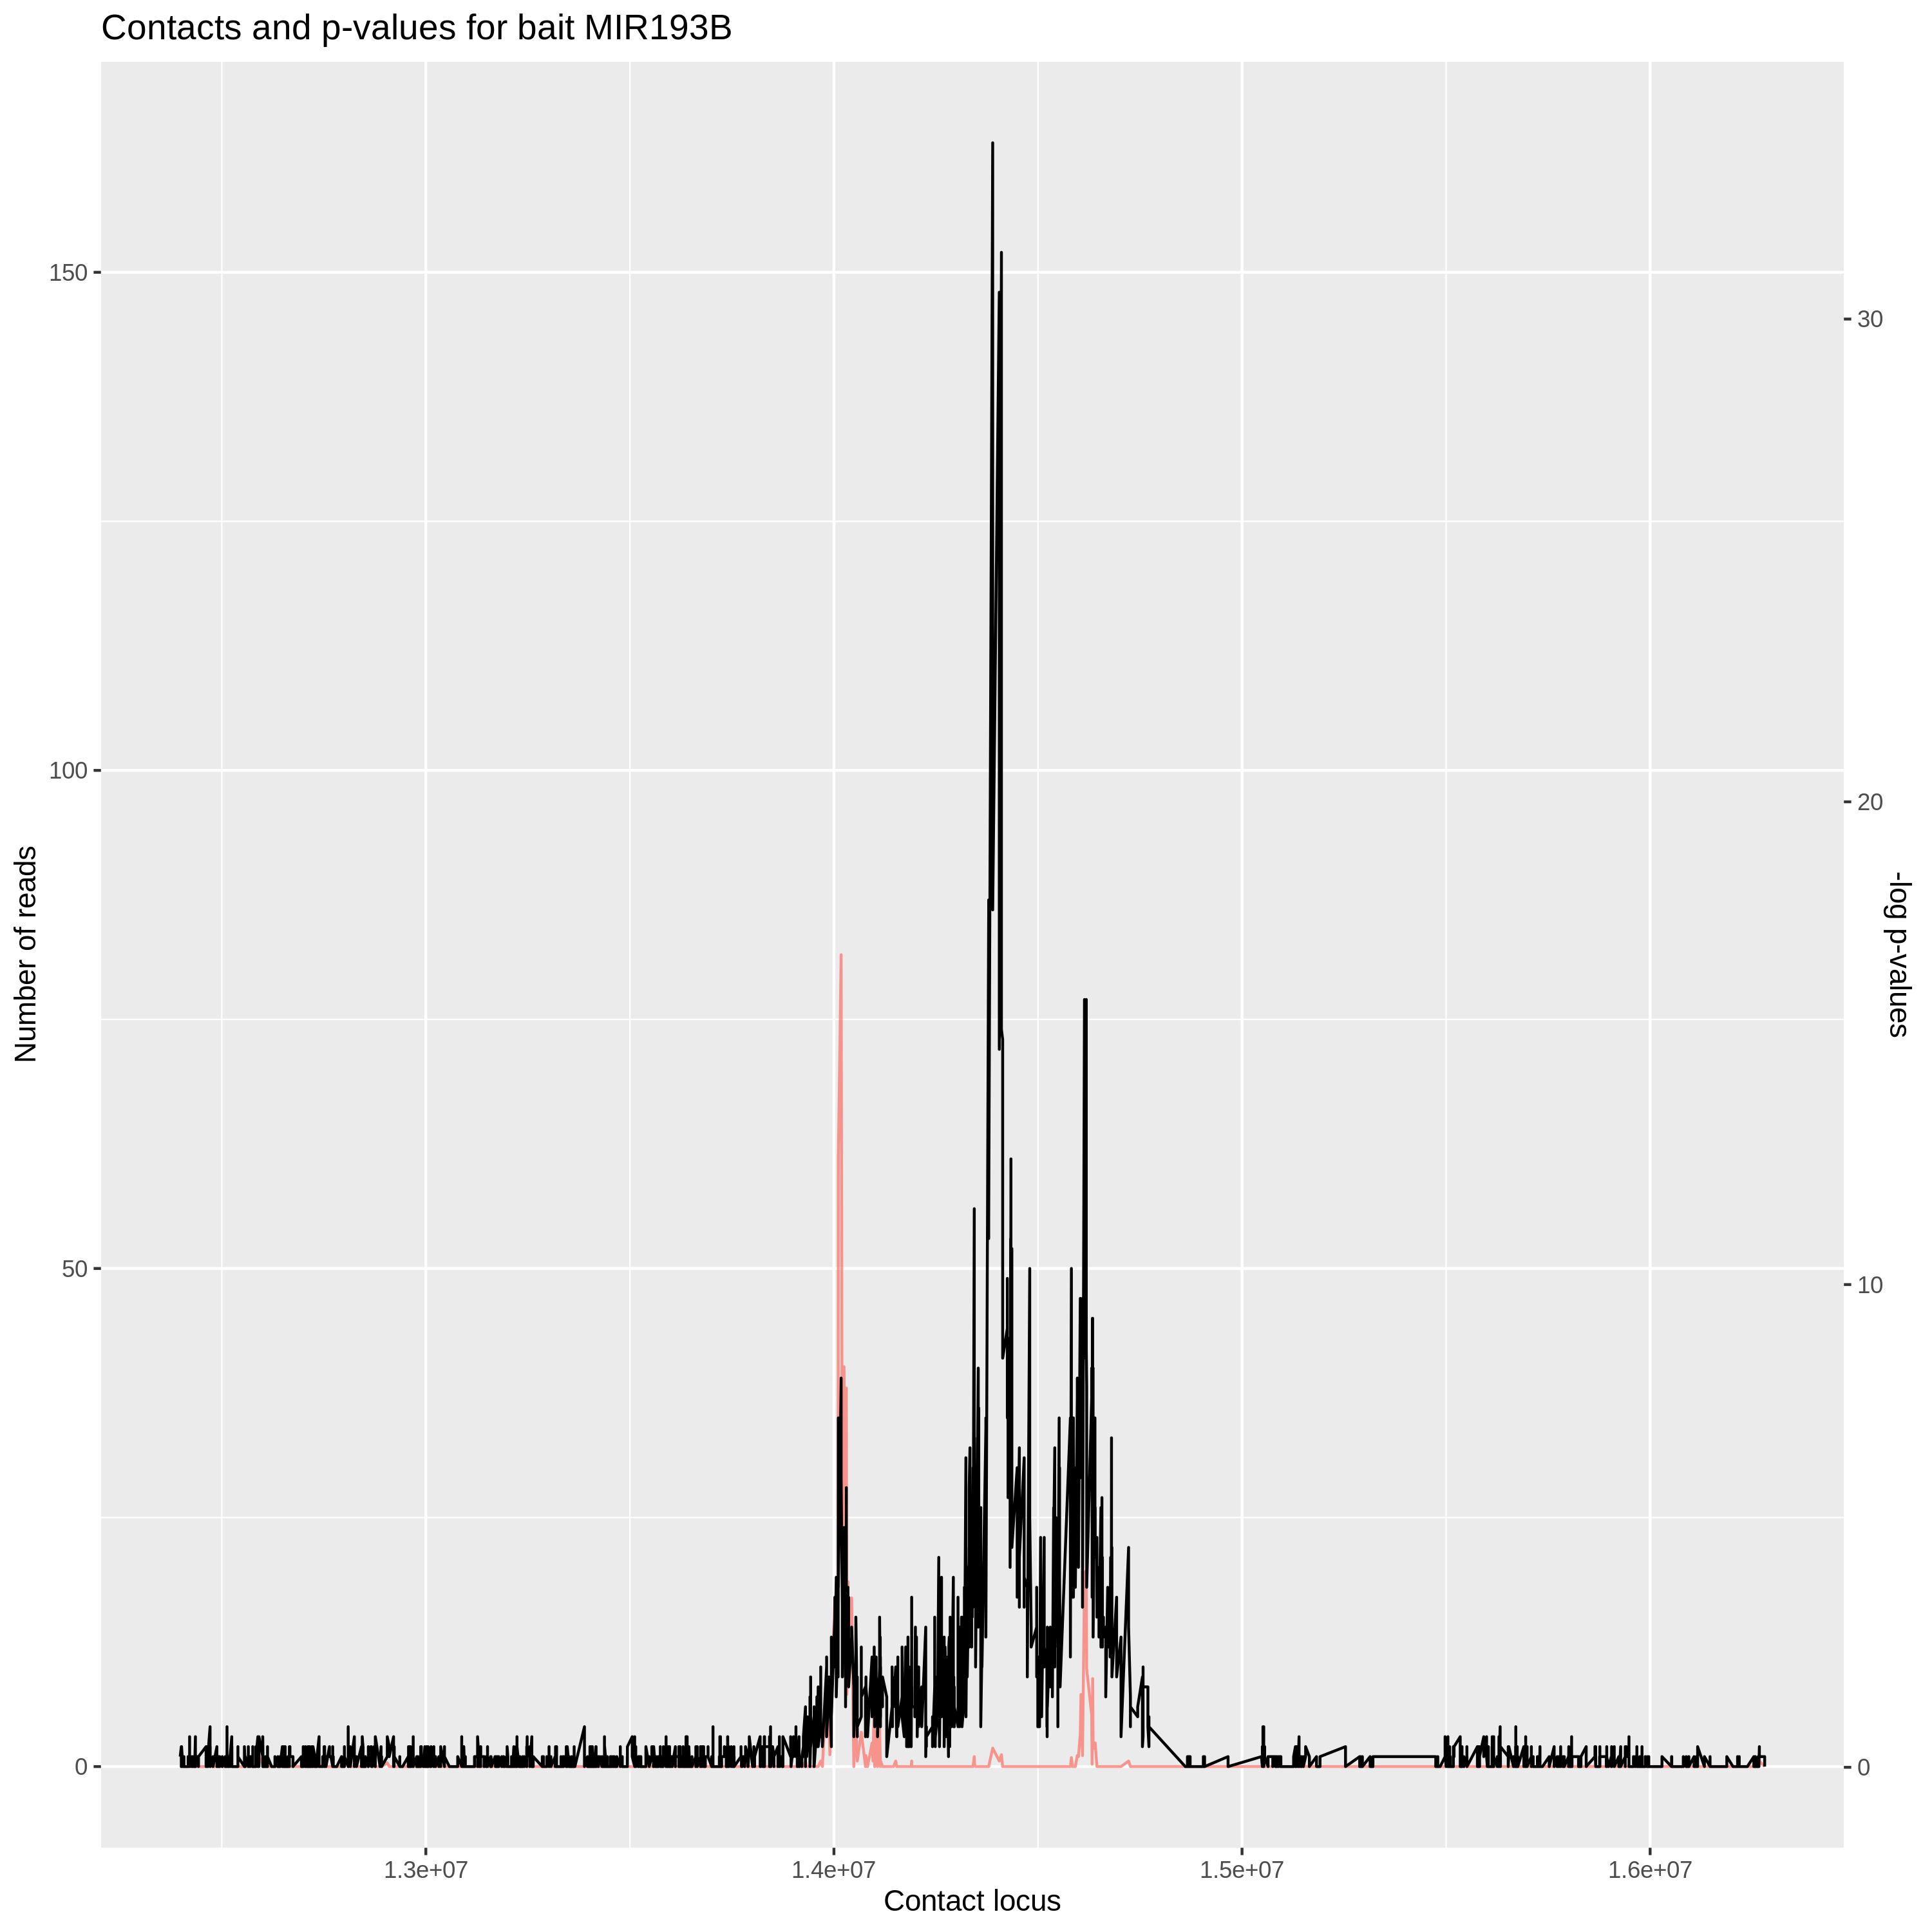 Contacts and p-values for bait MIR193B
150
100
50
0
Number of reads
30
20
10
0
-log p-values
1.3e+07
1.4e+07
1.5e+07
1.6e+07
Contact locus